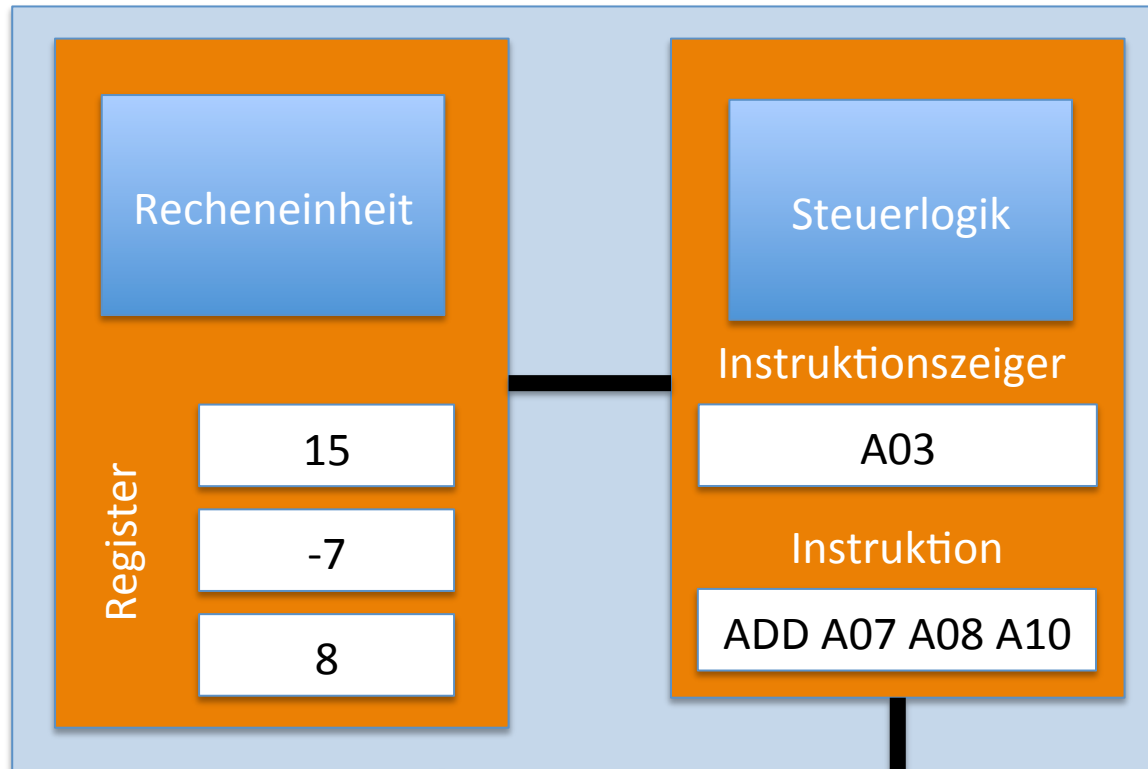 Recheneinheit
Register
15
-7
8
Steuerlogik
Instruktionszeiger
A03
Instruktion
ADD A07 A08 A10